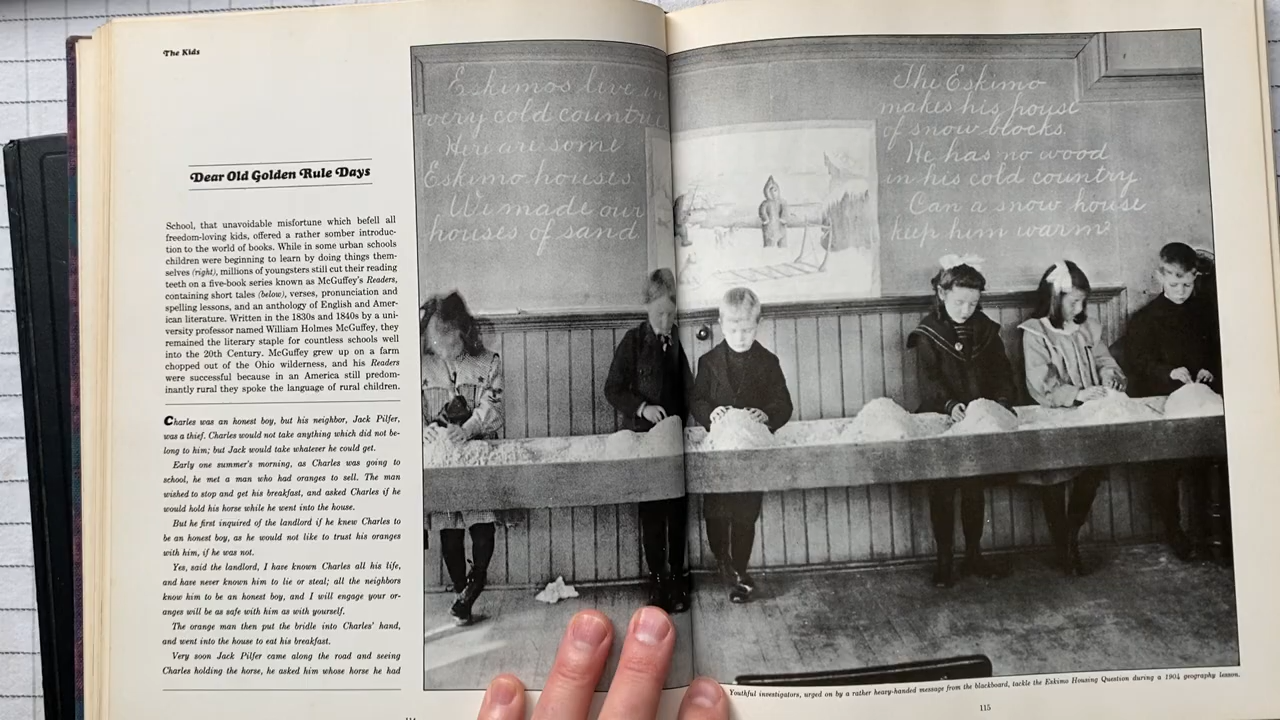 The Kids
Dear Old Golden Rule Days
School, that unavoidable misfortune which befell all
freedom-loving kids, offered a rather somber introduc-
tion to the world of books. While in some urban schools
children were beginning to learn by doing things them-
selves (right), millions of youngsters still cut their reading
teeth on a five-book series known as McGuffey's Readers,
containing short tales (below), verses, pronunciation and
spelling lessons, and an anthology of English and Amer-
ican literature. Written in the 1830s and 1840s by a uni-
versity professor named William Holmes McGuffey, they
remained the literary staple for countless schools well
into the 20th Century. McGuffey grew up on a farm
chopped out of the Ohio wilderness, and his Readers
were successful because in an America still predom-
inantly rural they spoke the language of rural children.
Charles was an honest boy, but his neighbor, Jack Pilfer,
was a thief. Charles would not take anything which did not be-
long to him; but Jack would take whatever he could get.
Early one summer's morning, as Charles was going to
school, he met a man who had oranges to sell. The man
wished to stop and get his breakfast, and asked Charles if he
would hold his horse while he went into the house.
But he first inquired of the landlord if he knew Charles to
be an honest boy, as he would not like to trust his oranges
with him, if he was not.
Yes, said the landlord, I have known Charles all his life,
and have never known him to lie or steal; all the neighbors
know him to be an honest boy, and I will engage your or-
anges will be as safe with him as with yourself.
The orange man then put the bridle into Charles' hand,
and went into the house to eat his breakfast.
Very soon Jack Pilfer came along the road and seeing
Charles holding the horse, he asked him whose horse he had
Eskimos live in
very cold countrie
Here are some
Eskimo houses
We made our
houses of sand
The Eskimo
makes his house
of snow blocks.
He has no wood
in his cold country
Can a snow house
him warm?
Youthful investigators, urged on by a rather heavy-handed message from the blackboard, tackle the Eskimo Housing Question during a 1904 geography lesson.
115